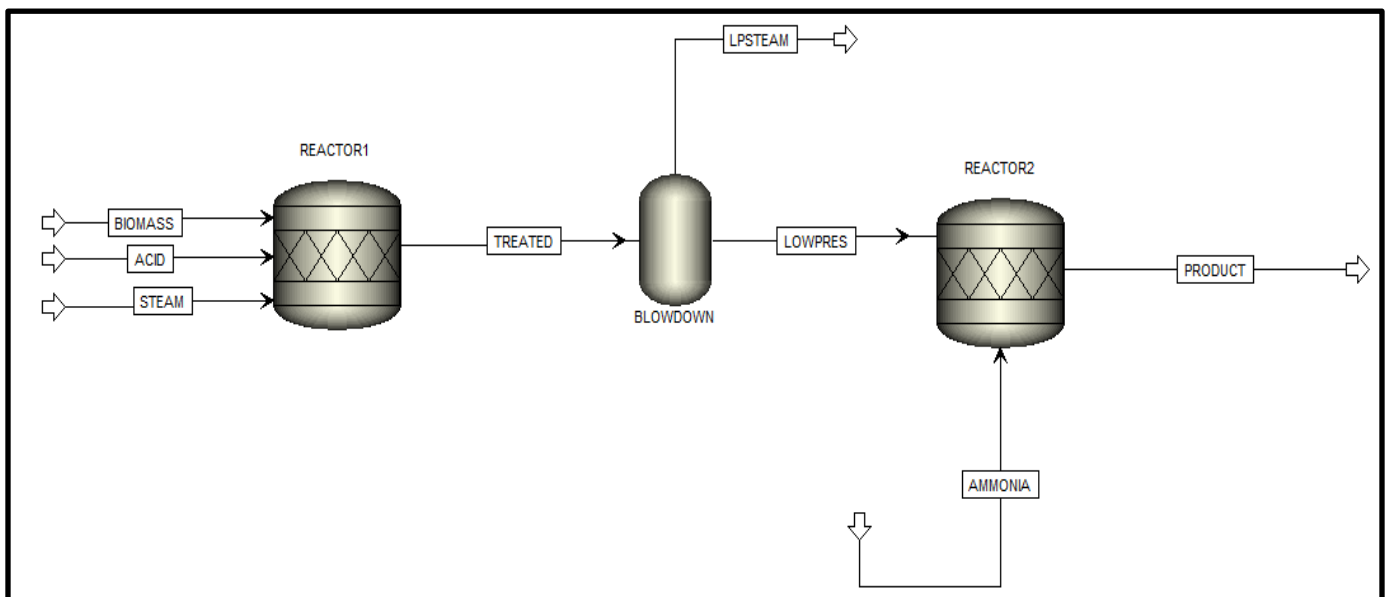 LPSTEAM
REACTOR1
REACTOR2
BIOMASS
ACID
STEAM
TREATED
LOWPRES
PRODUCT
BLOWDOWN
AMMONIA